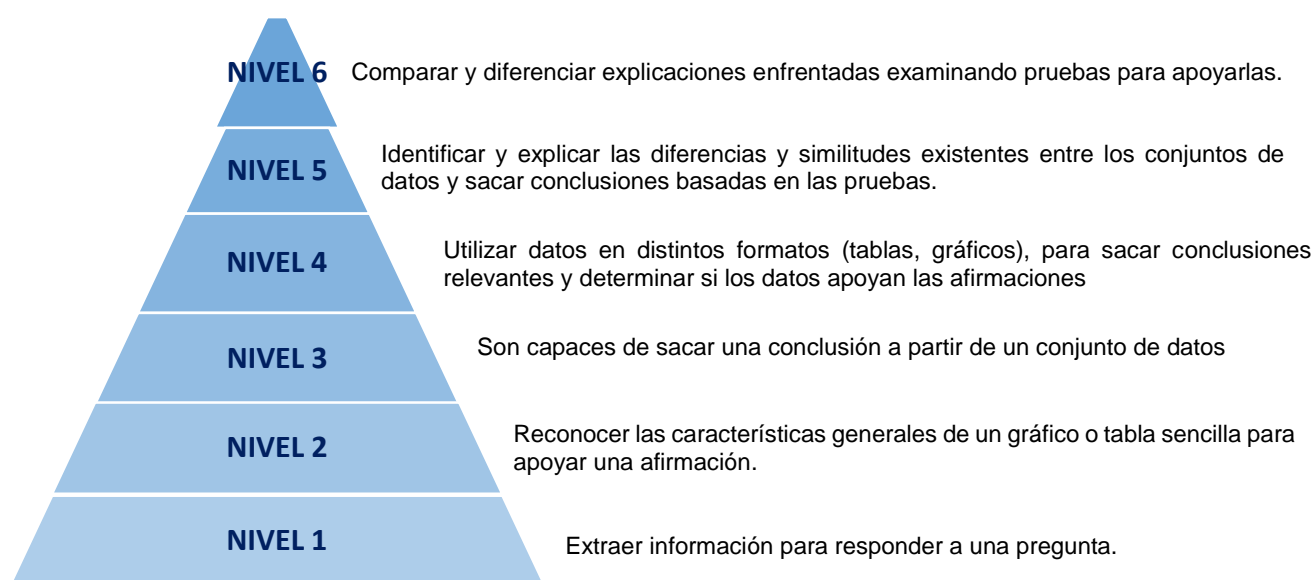 NIVEL 6 Comparar y diferenciar explicaciones enfrentadas examinando pruebas para apoyarlas.
NIVEL 5
Identificar y explicar las diferencias y similitudes existentes entre los conjuntos de
datos y sacar conclusiones basadas en las pruebas.
NIVEL 4
Utilizar datos en distintos formatos (tablas, gráficos), para sacar conclusiones
relevantes y determinar si los datos apoyan las afirmaciones
NIVEL 3
Son capaces de sacar una conclusión a partir de un conjunto de datos
NIVEL 2
Reconocer las características generales de un gráfico o tabla sencilla para
apoyar una afirmación.
NIVEL 1
Extraer información para responder a una pregunta.